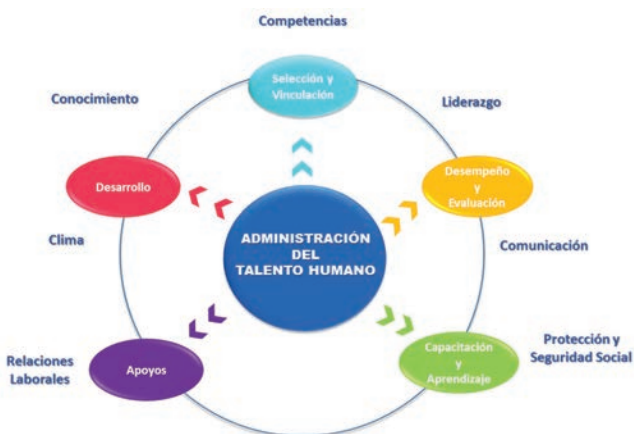 Competencias
Selección y
Vinculación
Conocimiento
Liderazgo
Desarrollo
Desempeño
y
Evaluación
ADMINISTRACIÓN
DEL
TALENTO HUMANO
Clima
Comunicación
Relaciones
Laborales
Apoyos
Capacitación
y
Aprendizaje
Protección y
Seguridad Social